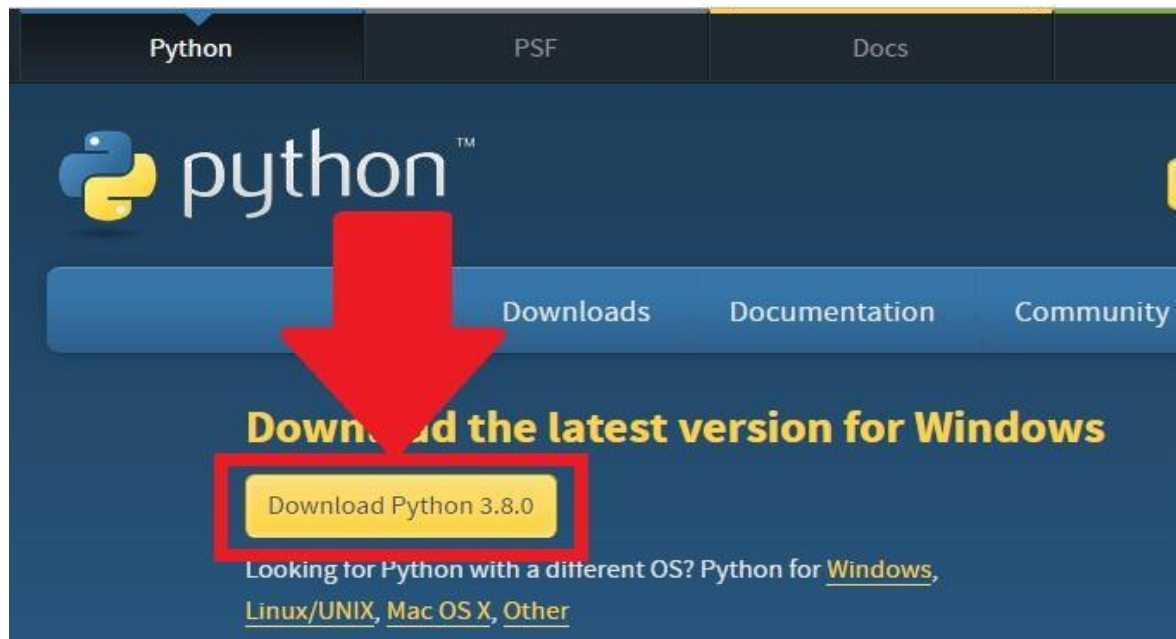 Python PSF Docs
python™
Downloads Documentation Community
Download the latest version for Windows
Download Python 3.8.0
Looking for Python with a different OS? Python for Windows,
Linux/UNIX, Mac OS X, Other